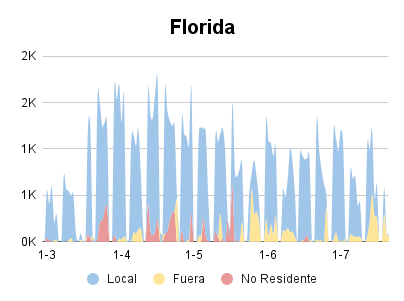 Florida
2K
2K
1K
1K
0K
1-3 1-4 1-5 1-6 1-7
Local Fuera No Residente